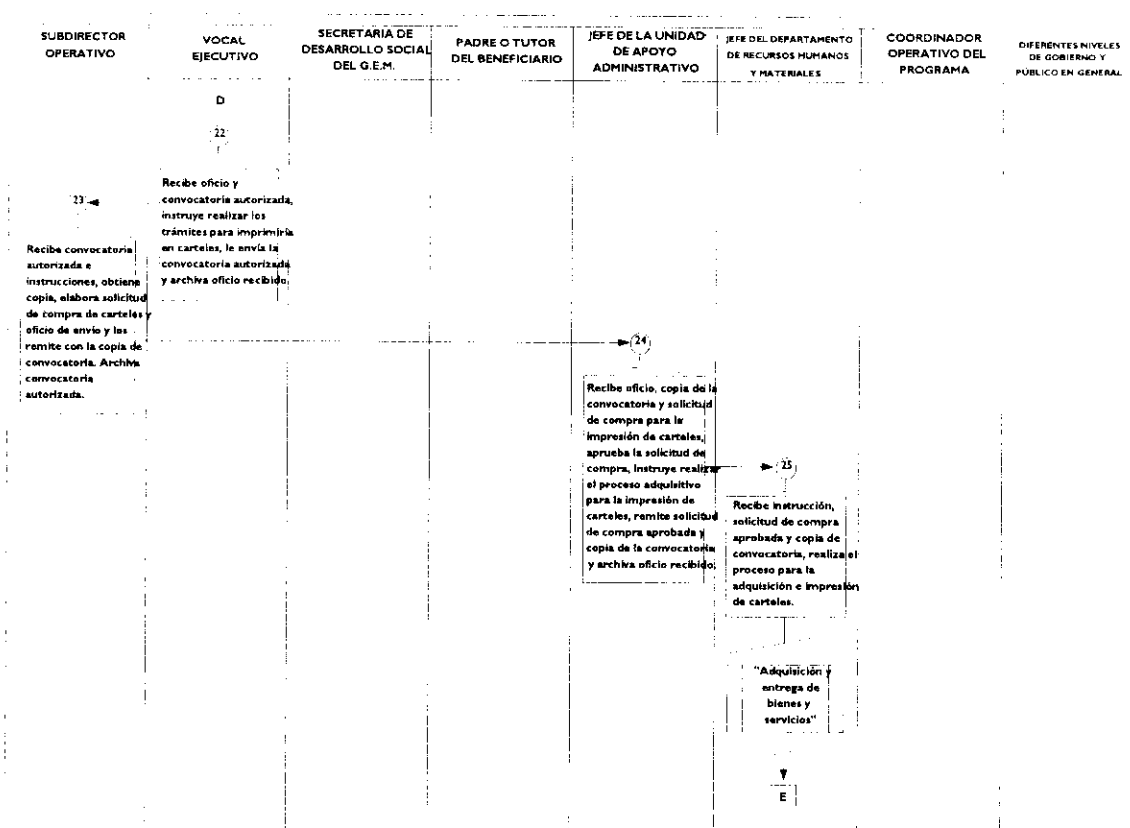 SUBDIRECTOR
OPERATIVO
VOCAL
EJECUTIVO
SECRETARIA DE
DESARROLLO SOCIAL
DEL G.E.M.
PADRE O TUTOR
DEL BENEFICIARIO
JEFE DE LA UNIDAD
DE APOYO
ADMINISTRATIVO
JEFE DEL DEPARTAMENTO
DE RECURSOS HUMANOS
Y MATERIALES
COORDINADOR
OPERATIVO DEL
PROGRAMA
DIFERENTES NIVELES
DE GOBIERNO Y
PÚBLICO EN GENERAL
D
22
Recibe oficio y
convocatoria autorizada,
instruye realizar los
trámites para imprimirla
en carteles, le envía la
convocatoria autorizada
y archiva oficio recibido.
23
Recibe convocatoria
autorizada e
instrucciones, obtiene
copia, elabora solicitud
de compra de carteles y
oficio de envío y los
remite con la copia de
convocatoria. Archiva
convocatoria
autorizada.
24
Recibe oficio, copia de la
convocatoria y solicitud
de compra para la
impresión de carteles,
aprueba la solicitud de
compra, instruye realizar
el proceso adquisitivo
para la impresión de
carteles, remite solicitud
de compra aprobada y
copia de la convocatoria
y archiva oficio recibido.
25
Recibe instrucción,
solicitud de compra
aprobada y copia de
convocatoria, realiza el
proceso para la
adquisición e impresión
de carteles.
"Adquisición y
entrega de
bienes y
servicios"
E